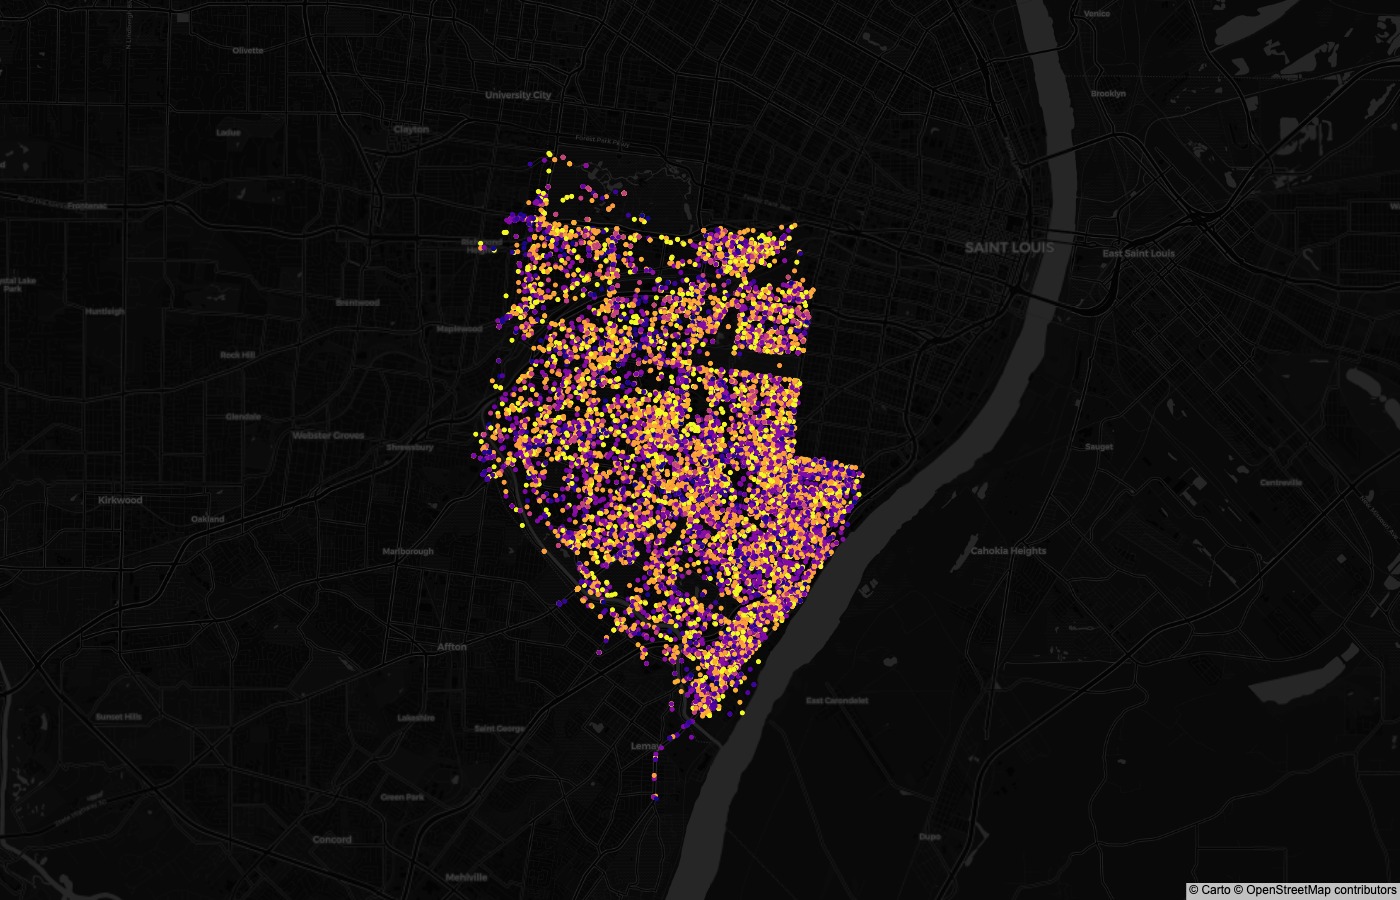 Venico
Olivette
University City
Brooklyn
Clayton
Ladue
Forest Park Pkwy
Frontenac
SAINT LOUIS
East Saint Louis
Crystal Lake
Park
Huntleigh
Brentwood
Maplewood
Rock Hill
Glendale
Webster Groves
Shrewsbury
Sauget
Centreville
Kirkwood
Oakland
Marlborough
Cahokia Heights
Affton
East Carondelet
Sunset Hills
Lakeshire
Saint George
Lemay
Green Park
Concord
Dupo
Mehlville
© Carto © OpenStreetMap contributors